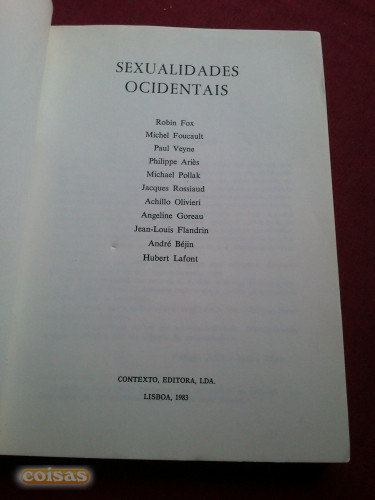 SEXUALIDADES
OCIDENTAIS
Robin Fox
Michel Foucault
Paul Veyne
Philippe Ariès
Michael Pollak
Jacques Rossiaud
Achillo Olivieri
Angeline Goreau
Jean-Louis Flandrin
André Béjin
Hubert Lafont
CONTEXTO, EDITORA, LDA.
LISBOA, 1983
coisas